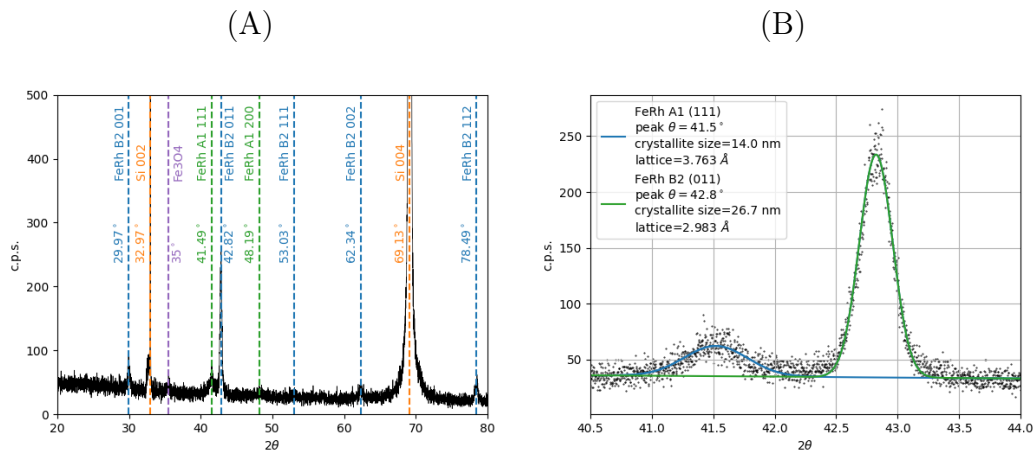 (A)
(B)
500
400
300
200
100
0
c.p.s.
20
30
40
50
60
70
80
2θ
FeRh B2 001
29.97°
Si 002
32.97°
Fe3O4
35°
FeRh A1 111
41.49°
FeRh B2 011
42.82°
FeRh A1 200
48.19°
FeRh B2 111
53.03°
FeRh B2 002
62.34°
Si 004
69.13°
FeRh B2 112
78.49°
250
200
150
100
50
c.p.s.
40.5
41.0
41.5
42.0
42.5
43.0
43.5
44.0
2θ
FeRh A1 (111)
peak θ = 41.5°
crystallite size=14.0 nm
lattice=3.763 Å
FeRh B2 (011)
peak θ = 42.8°
crystallite size=26.7 nm
lattice=2.983 Å